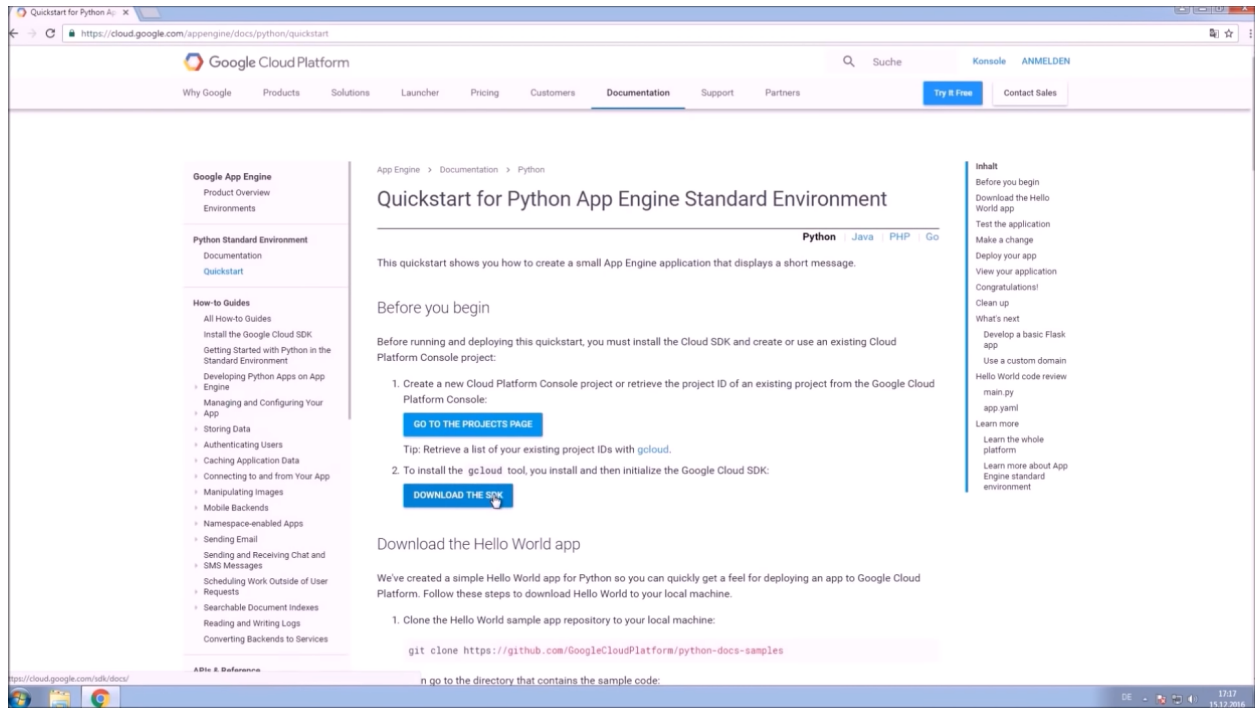 Quickstart for Python Ap
https://cloud.google.com/appengine/docs/python/quickstart
Google Cloud Platform
Suche
Konsole
ANMELDEN
Why Google
Products
Solutions
Launcher
Pricing
Customers
Documentation
Support
Partners
Try It Free
Contact Sales
Google App Engine
Product Overview
Environments
Python Standard Environment
Documentation
Quickstart
How-to Guides
All How-to Guides
Install the Google Cloud SDK
Getting Started with Python in the
Standard Environment
Developing Python Apps on App
Engine
Managing and Configuring Your
App
Storing Data
Authenticating Users
Caching Application Data
Connecting to and from Your App
Manipulating Images
Mobile Backends
Namespace-enabled Apps
Sending Email
Sending and Receiving Chat and
SMS Messages
Scheduling Work Outside of User
Requests
Searchable Document Indexes
Reading and Writing Logs
Converting Backends to Services
APIs & Reference
App Engine > Documentation > Python
Quickstart for Python App Engine Standard Environment
Python | Java | PHP | Go
This quickstart shows you how to create a small App Engine application that displays a short message.
Before you begin
Before running and deploying this quickstart, you must install the Cloud SDK and create or use an existing Cloud
Platform Console project:
1. Create a new Cloud Platform Console project or retrieve the project ID of an existing project from the Google Cloud
Platform Console:
GO TO THE PROJECTS PAGE
Tip: Retrieve a list of your existing project IDs with gcloud.
2. To install the gcloud tool, you install and then initialize the Google Cloud SDK:
DOWNLOAD THE SDK
Download the Hello World app
We've created a simple Hello World app for Python so you can quickly get a feel for deploying an app to Google Cloud
Platform. Follow these steps to download Hello World to your local machine.
1. Clone the Hello World sample app repository to your local machine:
git clone https://github.com/GoogleCloudPlatform/python-docs-samples
n go to the directory that contains the sample code:
Inhalt
Before you begin
Download the Hello
World app
Test the application
Make a change
Deploy your app
View your application
Congratulations!
Clean up
What's next
Develop a basic Flask
app
Use a custom domain
Hello World code review
main.py
app.yaml
Learn more
Learn the whole
platform
Learn more about App
Engine standard
environment
ttps://cloud.google.com/sdk/docs/
DE
17:17
15.12.2016